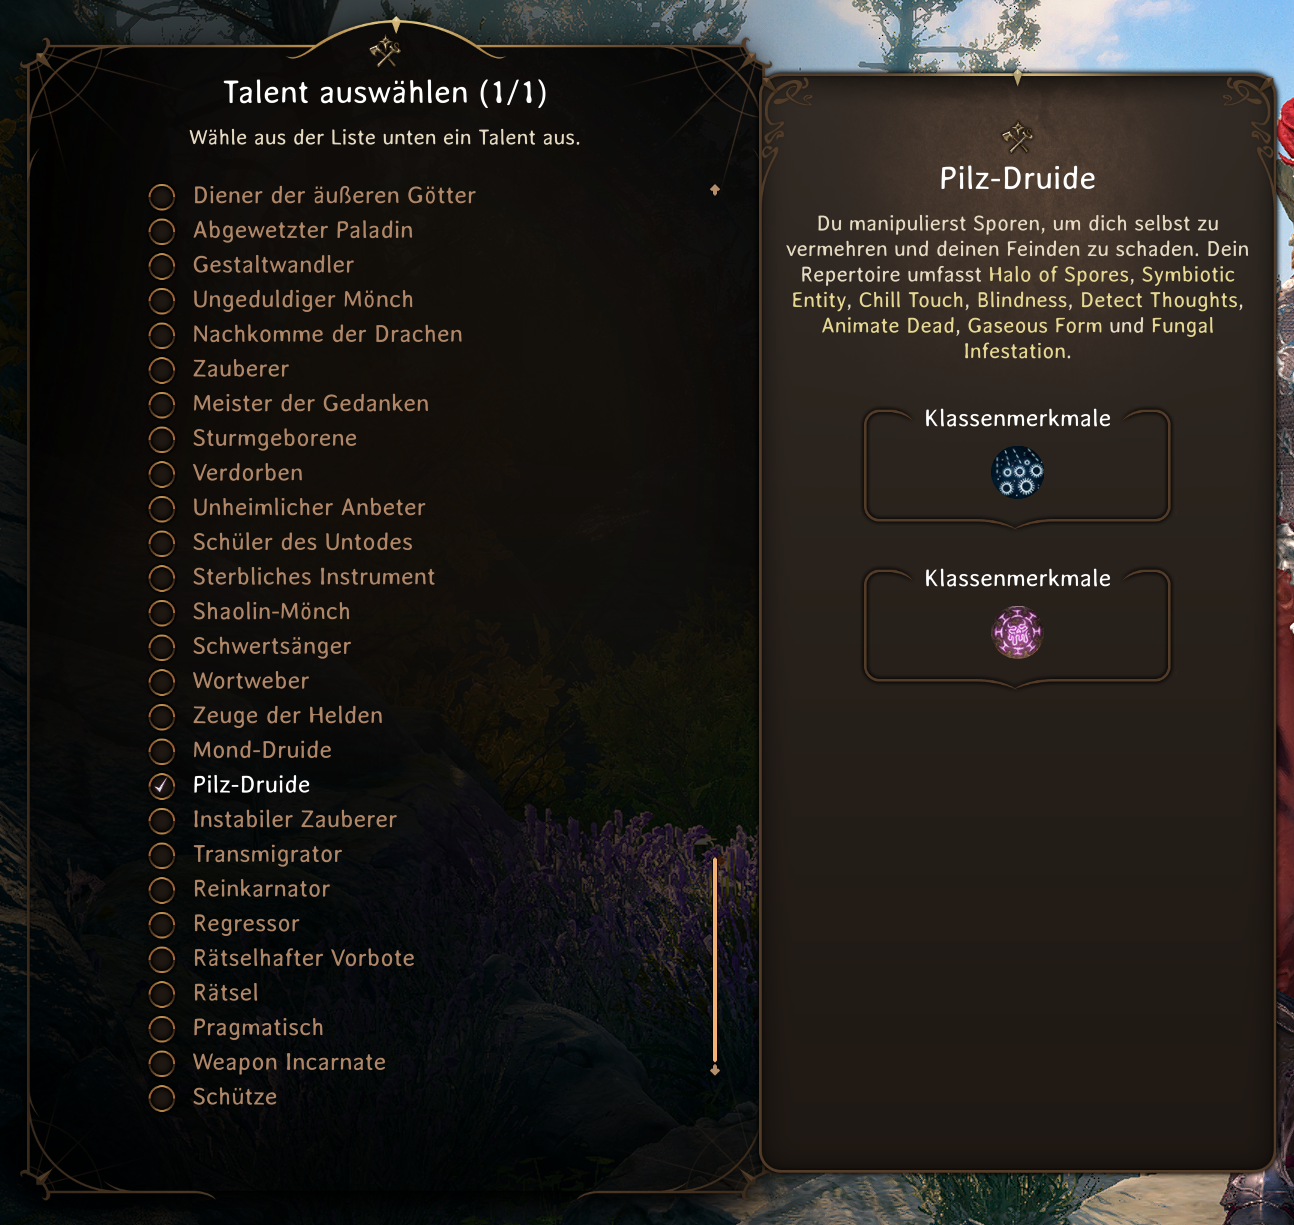 Talent auswählen (1/1)
Wähle aus der Liste unten ein Talent aus.
Diener der äußeren Götter
Abgewetzter Paladin
Gestaltwandler
Ungeduldiger Mönch
Nachkomme der Drachen
Zauberer
Meister der Gedanken
Sturmgeborene
Verdorben
Unheimlicher Anbeter
Schüler des Untodes
Sterbliches Instrument
Shaolin-Mönch
Schwertsänger
Wortweber
Zeuge der Helden
Mond-Druide
Pilz-Druide
Instabiler Zauberer
Transmigrator
Reinkarnator
Regressor
Rätselhafter Vorbote
Rätsel
Pragmatisch
Weapon Incarnate
Schütze
Pilz-Druide
Du manipulierst Sporen, um dich selbst zu
vermehren und deinen Feinden zu schaden. Dein
Repertoire umfasst Halo of Spores, Symbiotic
Entity, Chill Touch, Blindness, Detect Thoughts,
Animate Dead, Gaseous Form und Fungal
Infestation.
Klassenmerkmale
Klassenmerkmale